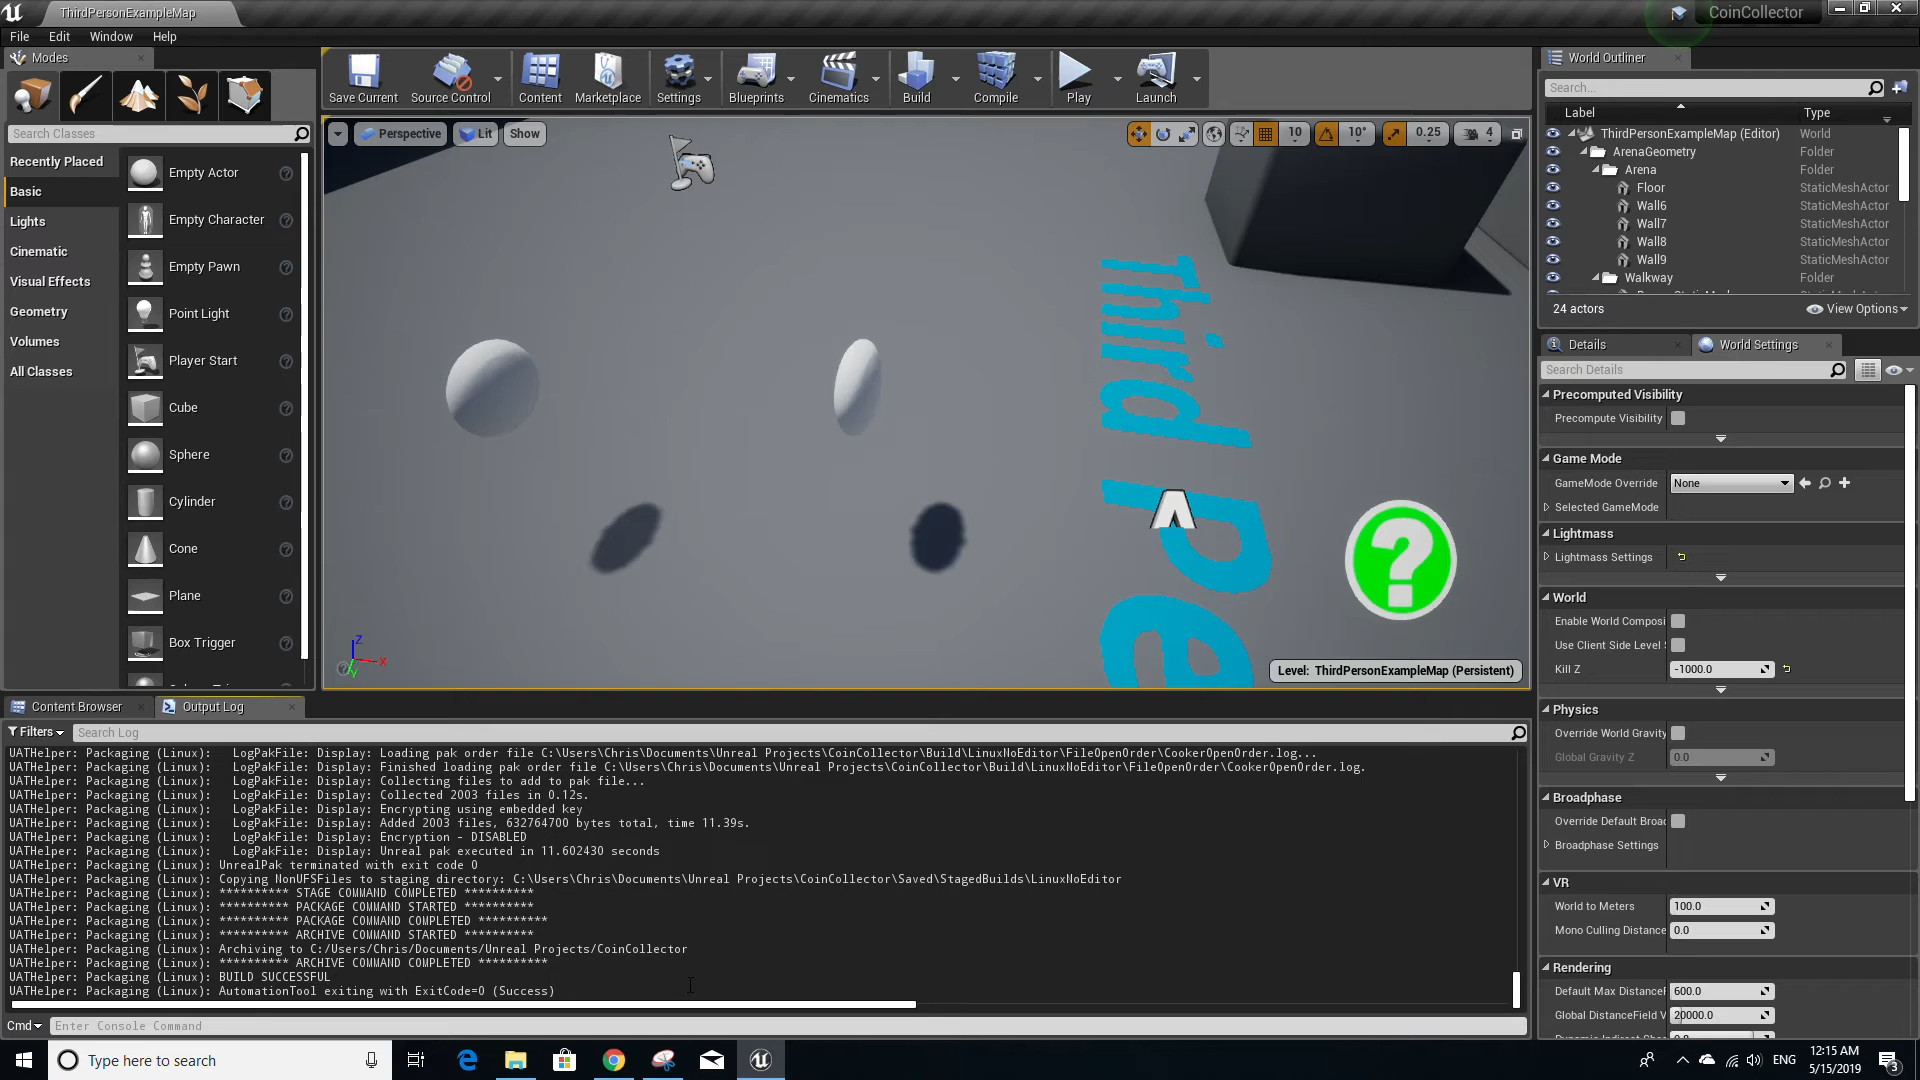 ThirdPersonExampleMap
CoinCollector
File Edit Window Help
Modes
Save Current Source Control Content Marketplace Settings Blueprints Cinematics Build Compile Play Launch
Search Classes
Recently Placed
Basic
Lights
Cinematic
Visual Effects
Geometry
Volumes
All Classes
Empty Actor
Empty Character
Empty Pawn
Point Light
Player Start
Cube
Sphere
Cylinder
Cone
Plane
Box Trigger
Perspective Lit Show
10 10° 0.25 4
Third Pe
?
Z
X
Y
Level: ThirdPersonExampleMap (Persistent)
World Outliner
Search...
Label Type
ThirdPersonExampleMap (Editor) World
ArenaGeometry Folder
Arena Folder
Floor StaticMeshActor
Wall6 StaticMeshActor
Wall7 StaticMeshActor
Wall8 StaticMeshActor
Wall9 StaticMeshActor
Walkway Folder
24 actors View Options
Details World Settings
Search Details
Precomputed Visibility
Precompute Visibility
Game Mode
GameMode Override None
Selected GameMode
Lightmass
Lightmass Settings
World
Enable World Composi
Use Client Side Level
Kill Z -1000.0
Physics
Override World Gravity
Global Gravity Z 0.0
Broadphase
Override Default Broad
Broadphase Settings
VR
World to Meters 100.0
Mono Culling Distance 0.0
Rendering
Default Max DistanceF 600.0
Global DistanceField V 20000.0
Content Browser Output Log
Filters Search Log
UATHelper: Packaging (Linux): LogPakFile: Display: Loading pak order file C:\Users\Chris\Documents\Unreal Projects\CoinCollector\Build\LinuxNoEditor\FileOpenOrder\CookerOpenOrder.log...
UATHelper: Packaging (Linux): LogPakFile: Display: Finished loading pak order file C:\Users\Chris\Documents\Unreal Projects\CoinCollector\Build\LinuxNoEditor\FileOpenOrder\CookerOpenOrder.log.
UATHelper: Packaging (Linux): LogPakFile: Display: Collecting files to add to pak file...
UATHelper: Packaging (Linux): LogPakFile: Display: Collected 2003 files in 0.12s.
UATHelper: Packaging (Linux): LogPakFile: Display: Encrypting using embedded key
UATHelper: Packaging (Linux): LogPakFile: Display: Added 2003 files, 632764700 bytes total, time 11.39s.
UATHelper: Packaging (Linux): LogPakFile: Display: Encryption - DISABLED
UATHelper: Packaging (Linux): LogPakFile: Display: Unreal pak executed in 11.602430 seconds
UATHelper: Packaging (Linux): UnrealPak terminated with exit code 0
UATHelper: Packaging (Linux): Copying NonUFSFiles to staging directory: C:\Users\Chris\Documents\Unreal Projects\CoinCollector\Saved\StagedBuilds\LinuxNoEditor
UATHelper: Packaging (Linux): ********** STAGE COMMAND COMPLETED **********
UATHelper: Packaging (Linux): ********** PACKAGE COMMAND STARTED **********
UATHelper: Packaging (Linux): ********** PACKAGE COMMAND COMPLETED **********
UATHelper: Packaging (Linux): ********** ARCHIVE COMMAND STARTED **********
UATHelper: Packaging (Linux): Archiving to C:/Users/Chris/Documents/Unreal Projects/CoinCollector
UATHelper: Packaging (Linux): ********** ARCHIVE COMMAND COMPLETED **********
UATHelper: Packaging (Linux): BUILD SUCCESSFUL
UATHelper: Packaging (Linux): AutomationTool exiting with ExitCode=0 (Success)
Cmd Enter Console Command
Type here to search
ENG
12:15 AM
5/15/2019
3